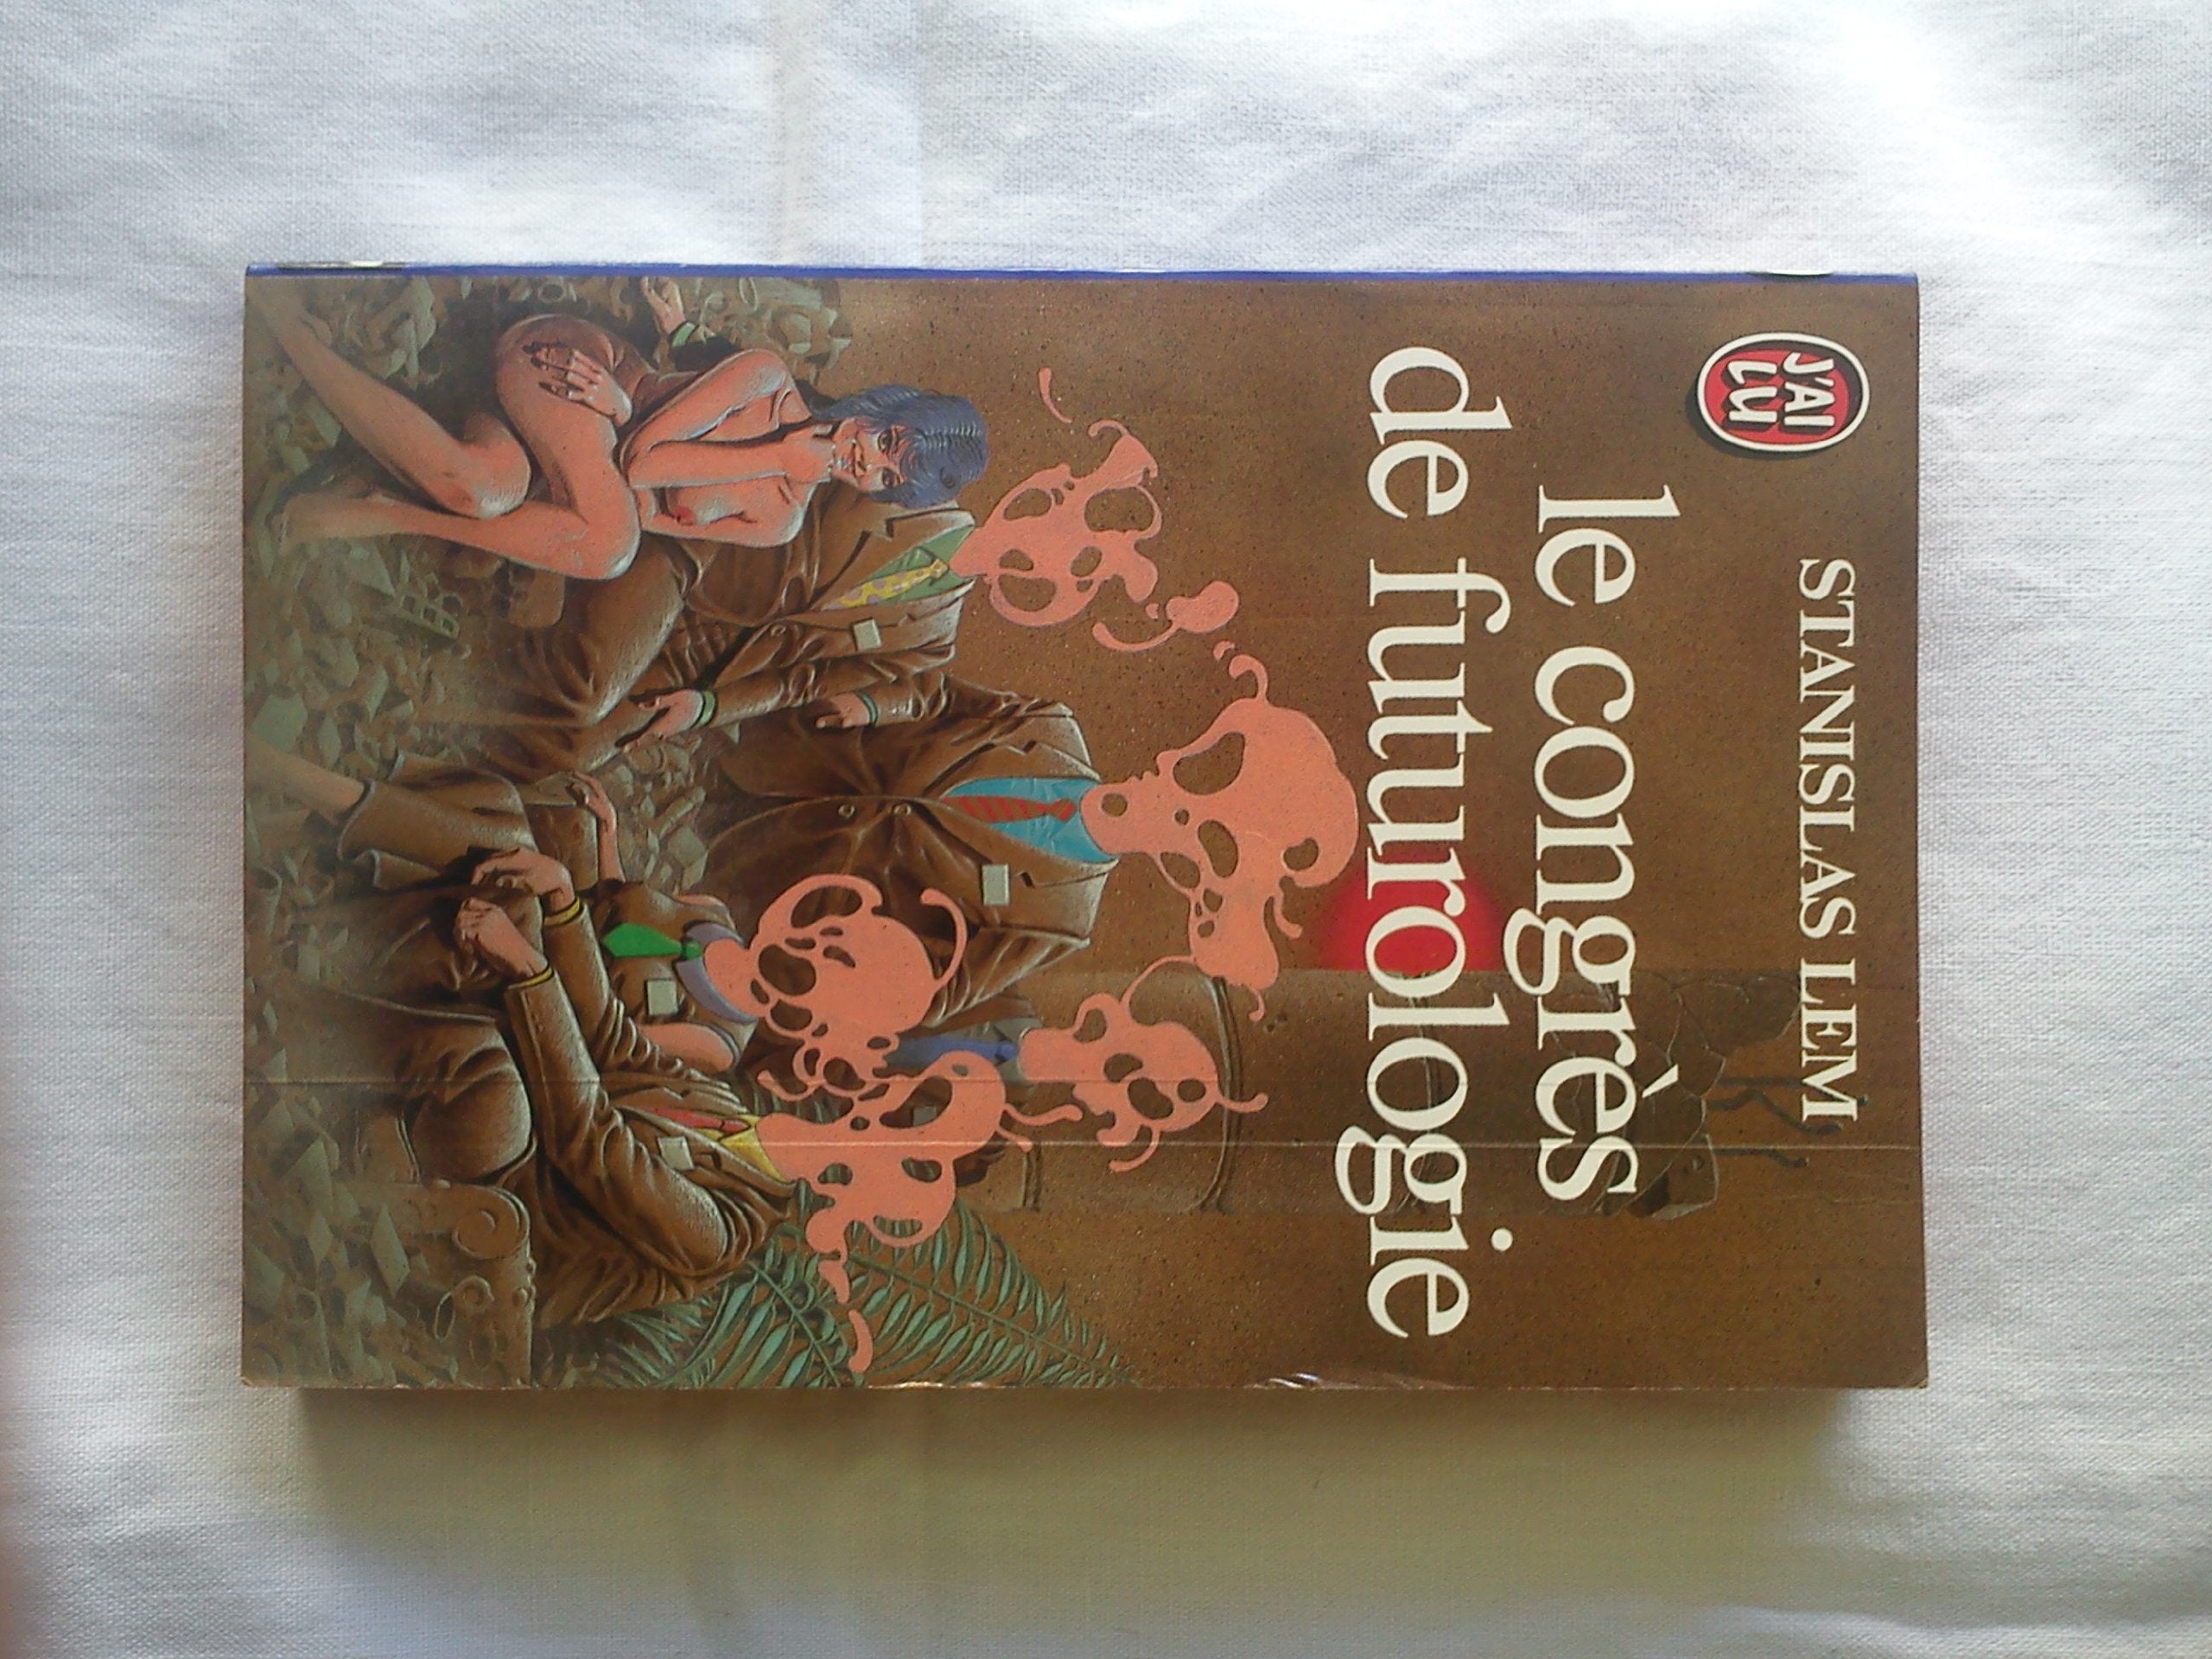 J'AI
LU
STANISLAS LEM
le congrès
de futurologie